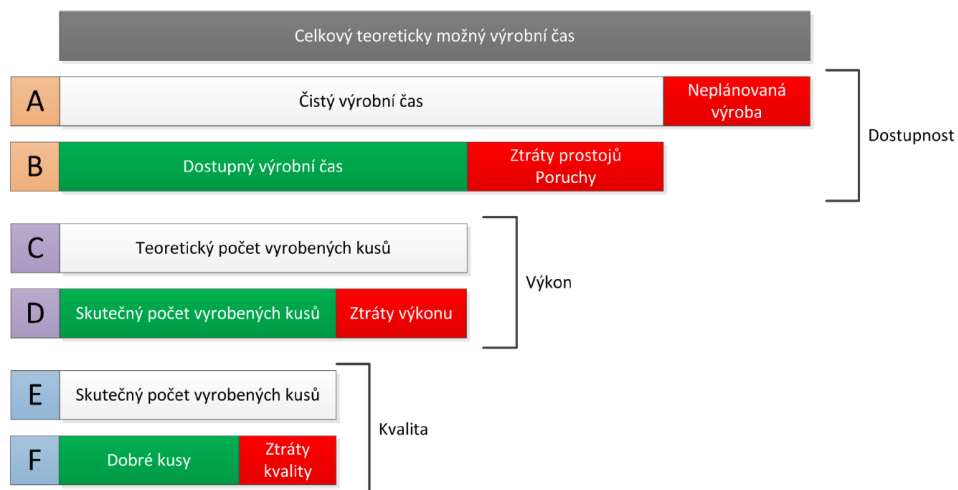 Celkový teoreticky možný výrobní čas
A
Čistý výrobní čas
Neplánovaná
výroba
Dostupnost
B
Dostupný výrobní čas
Ztráty prostojů
Poruchy
C
Teoretický počet vyrobených kusů
Výkon
D
Skutečný počet vyrobených kusů
Ztráty výkonu
E
Skutečný počet vyrobených kusů
Kvalita
F
Dobré kusy
Ztráty
kvality